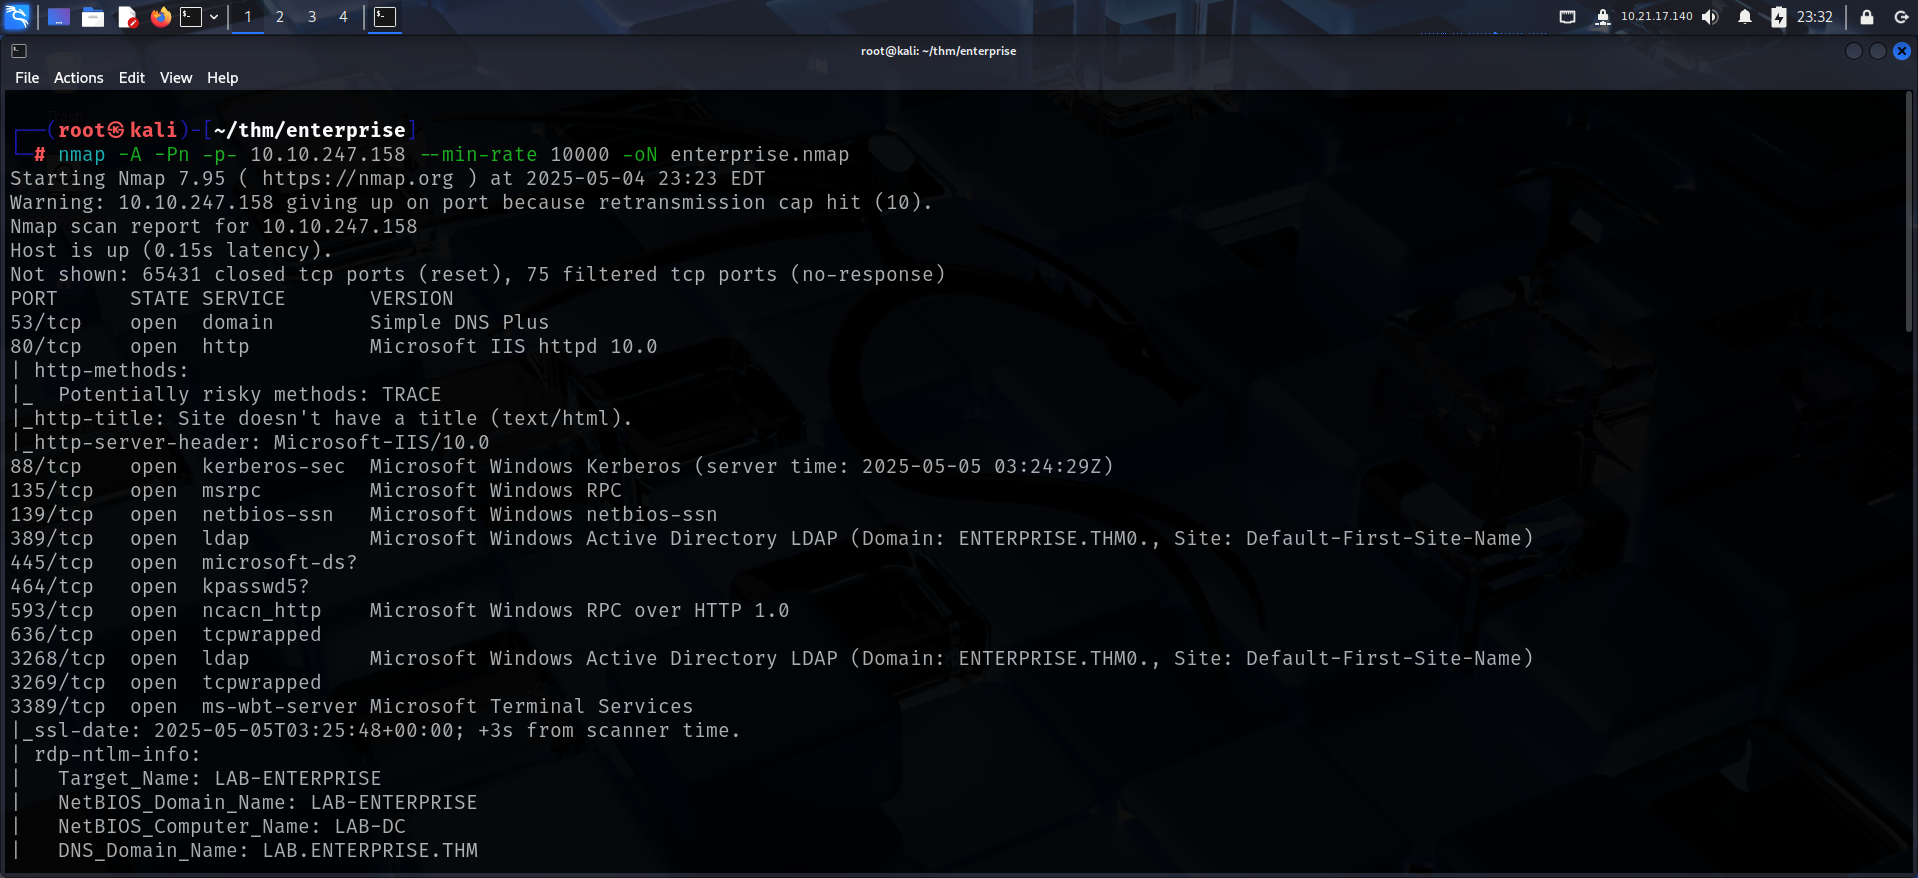 1 2 3 4
10.21.17.140 23:32
root@kali: ~/thm/enterprise
File Actions Edit View Help
(root㉿kali)-[~/thm/enterprise]
# nmap -A -Pn -p- 10.10.247.158 --min-rate 10000 -oN enterprise.nmap
Starting Nmap 7.95 ( https://nmap.org ) at 2025-05-04 23:23 EDT
Warning: 10.10.247.158 giving up on port because retransmission cap hit (10).
Nmap scan report for 10.10.247.158
Host is up (0.15s latency).
Not shown: 65431 closed tcp ports (reset), 75 filtered tcp ports (no-response)
PORT      STATE SERVICE       VERSION
53/tcp    open  domain        Simple DNS Plus
80/tcp    open  http          Microsoft IIS httpd 10.0
| http-methods:
|_  Potentially risky methods: TRACE
|_http-title: Site doesn't have a title (text/html).
|_http-server-header: Microsoft-IIS/10.0
88/tcp    open  kerberos-sec  Microsoft Windows Kerberos (server time: 2025-05-05 03:24:29Z)
135/tcp   open  msrpc         Microsoft Windows RPC
139/tcp   open  netbios-ssn   Microsoft Windows netbios-ssn
389/tcp   open  ldap          Microsoft Windows Active Directory LDAP (Domain: ENTERPRISE.THM0., Site: Default-First-Site-Name)
445/tcp   open  microsoft-ds?
464/tcp   open  kpasswd5?
593/tcp   open  ncacn_http    Microsoft Windows RPC over HTTP 1.0
636/tcp   open  tcpwrapped
3268/tcp  open  ldap          Microsoft Windows Active Directory LDAP (Domain: ENTERPRISE.THM0., Site: Default-First-Site-Name)
3269/tcp  open  tcpwrapped
3389/tcp  open  ms-wbt-server Microsoft Terminal Services
|_ssl-date: 2025-05-05T03:25:48+00:00; +3s from scanner time.
| rdp-ntlm-info:
|   Target_Name: LAB-ENTERPRISE
|   NetBIOS_Domain_Name: LAB-ENTERPRISE
|   NetBIOS_Computer_Name: LAB-DC
|   DNS_Domain_Name: LAB.ENTERPRISE.THM